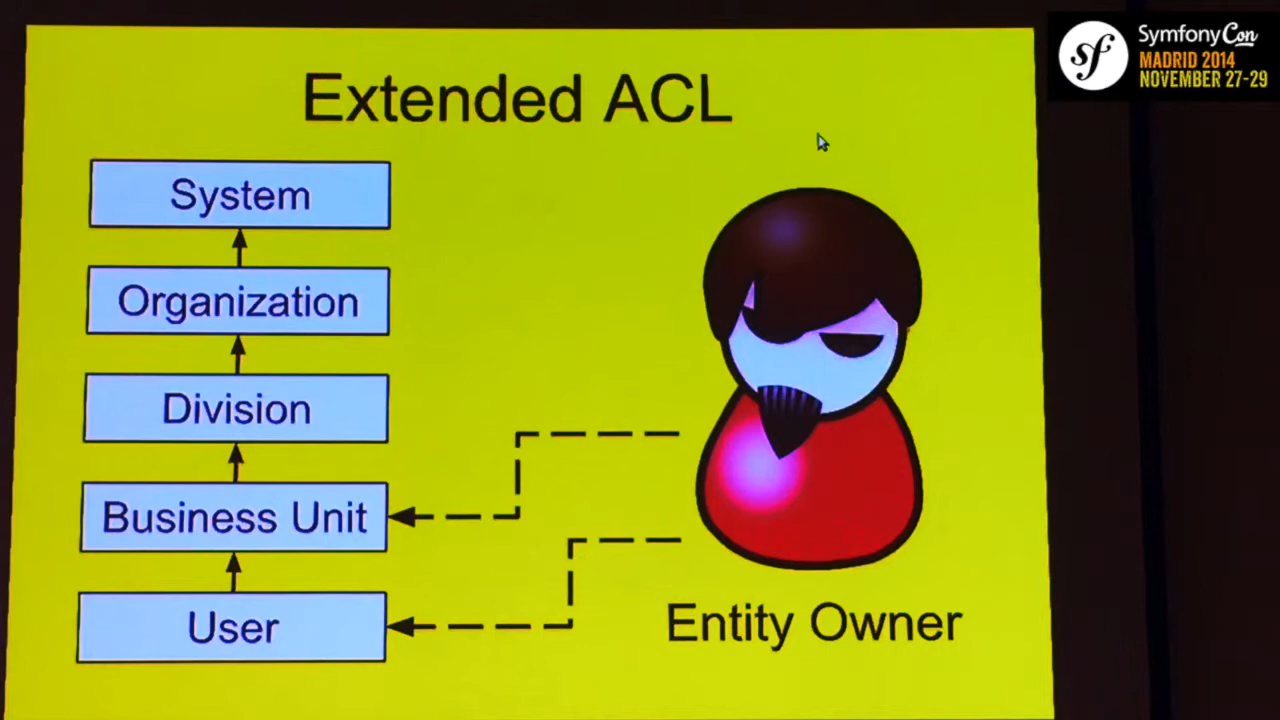 Extended ACL
System
Organization
Division
Business Unit
User
Entity Owner
sf
SymfonyCon
MADRID 2014
NOVEMBER 27-29